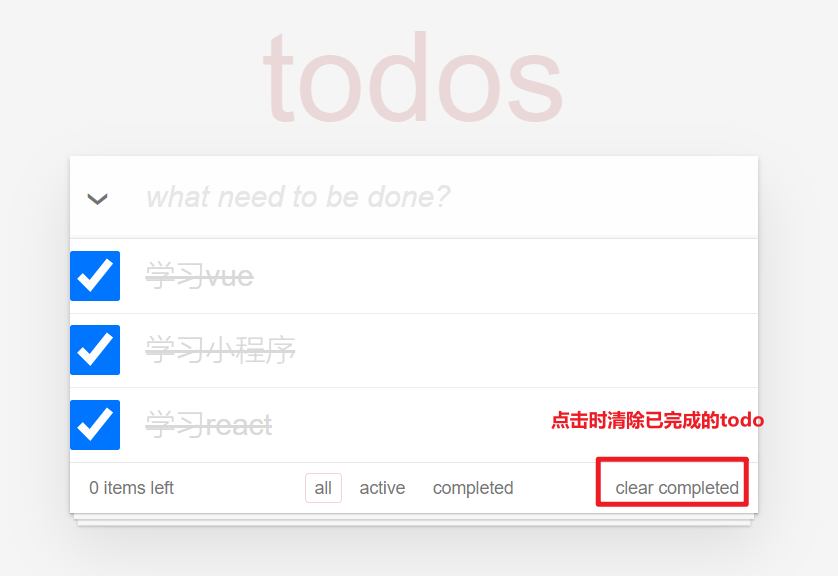 todos
what need to be done?
学习vue
学习小程序
学习react
点击时清除已完成的todo
0 items left all active completed clear completed